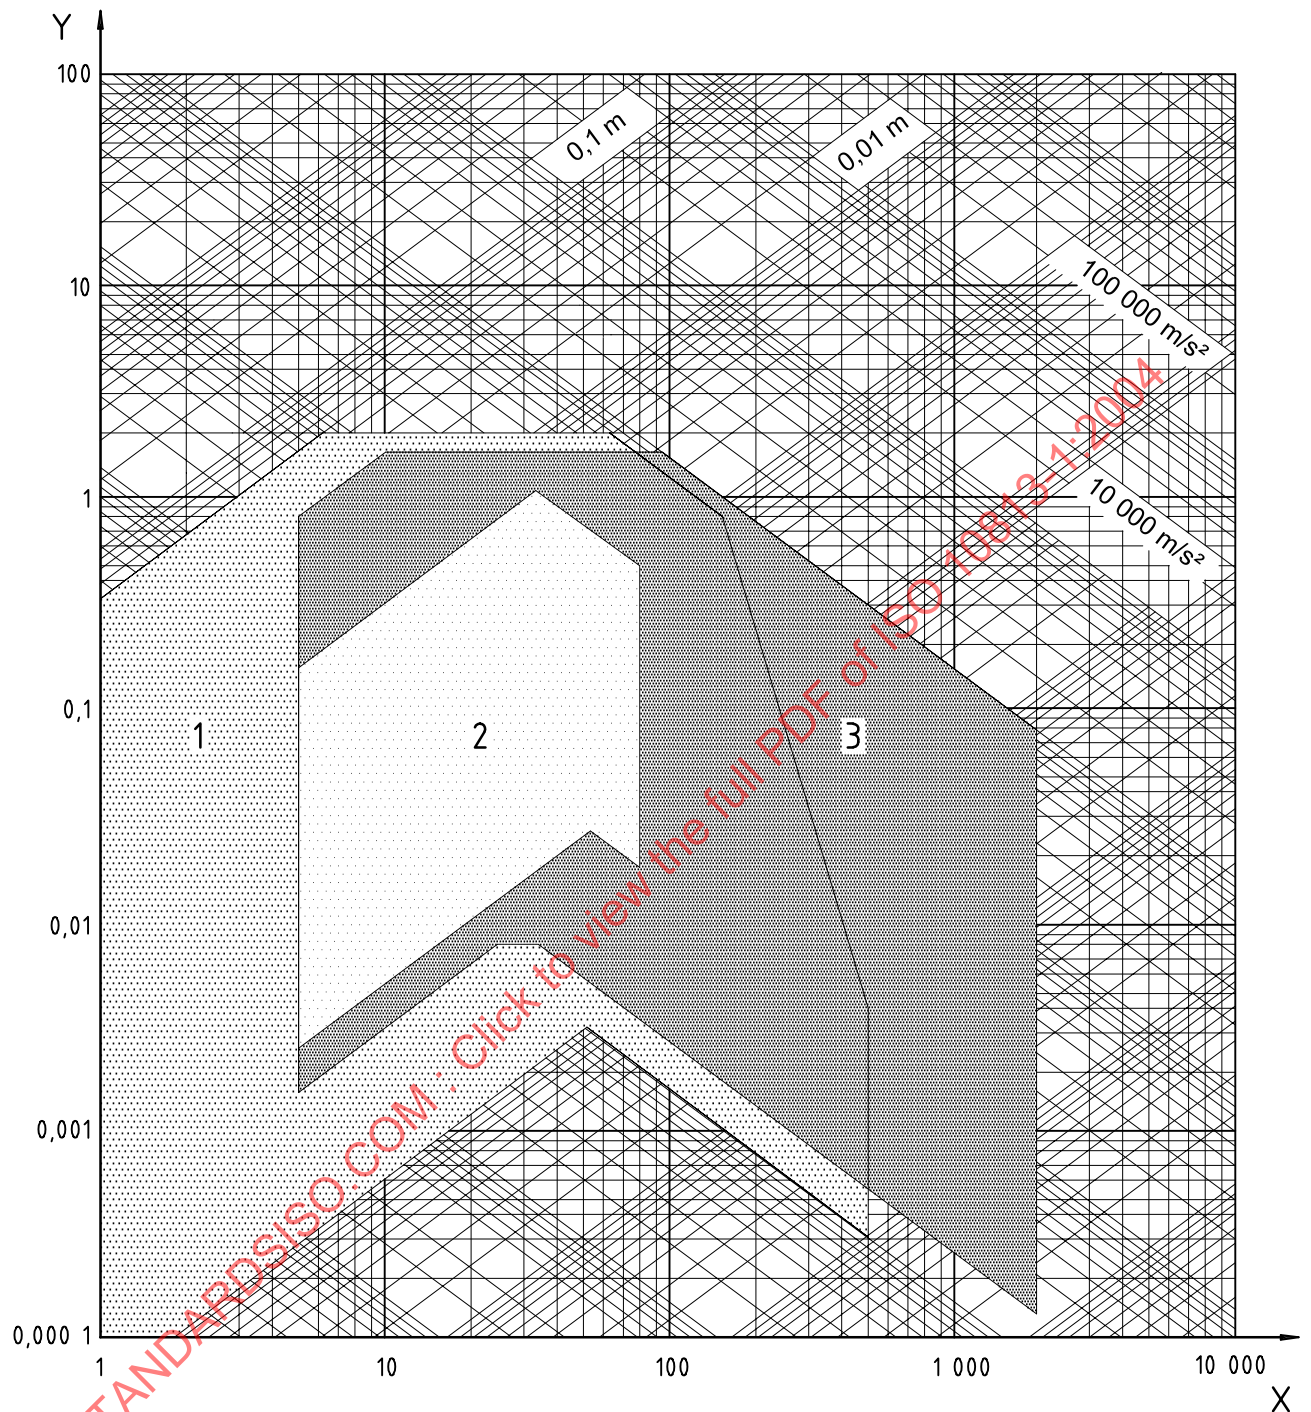 Y
100
0,1 m
0,01 m
100 000 m/s²
10
10 000 m/s²
1
0,1
1
2
3
0,01
0,001
0,000 1
1
10
100
1 000
10 000
X
TANDARDSISO.COM : Click to view the full PDF of ISO 10813-1:2004